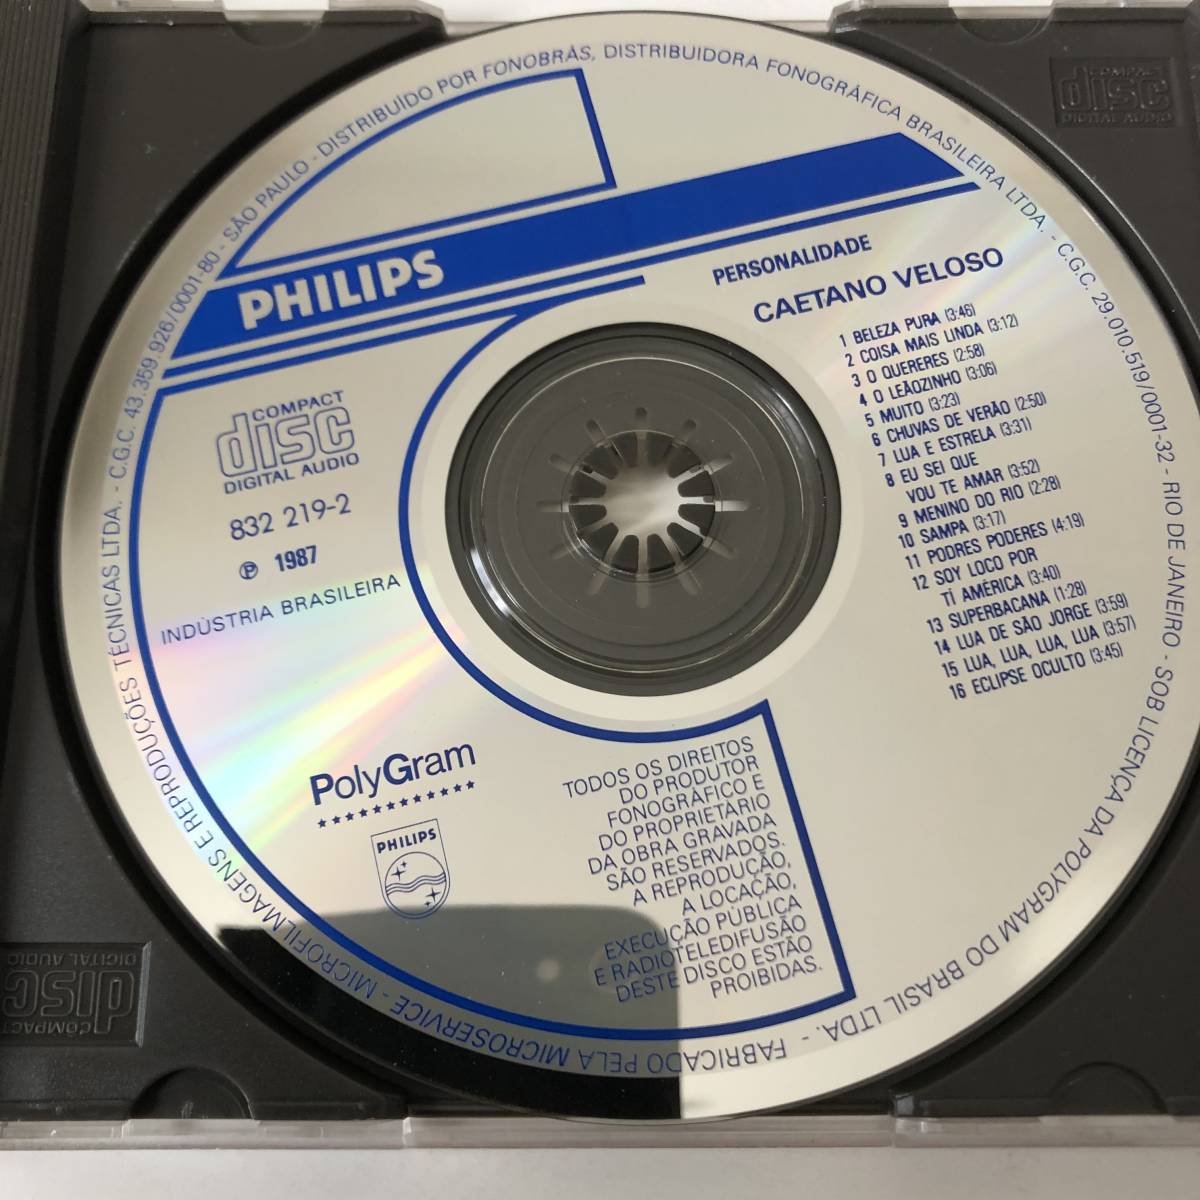 PHILIPS
COMPACT
disc
DIGITAL AUDIO
832 219-2
℗ 1987
INDÚSTRIA BRASILEIRA
PERSONALIDADE
CAETANO VELOSO
1 BELEZA PURA (3:46)
2 COISA MAIS LINDA (3:12)
3 O QUERERES (2:58)
4 O LEÃOZINHO (3:06)
5 MUITO (3:23)
6 CHUVAS DE VERÃO (2:50)
7 LUA E ESTRELA (3:31)
8 EU SEI QUE
VOU TE AMAR (3:52)
9 MENINO DO RIO (2:28)
10 SAMPA (3:17)
11 PODRES PODERES (4:19)
12 SOY LOCO POR
TÍ AMÉRICA (3:40)
13 SUPERBACANA (1:28)
14 LUA DE SÃO JORGE (3:59)
15 LUA, LUA, LUA, LUA (3:57)
16 ECLIPSE OCULTO (3:45)
PolyGram
PHILIPS
TODOS OS DIREITOS
DO PRODUTOR
FONOGRÁFICO E
DO PROPRIETÁRIO
DA OBRA GRAVADA
SÃO RESERVADOS.
A REPRODUÇÃO,
A LOCAÇÃO,
EXECUÇÃO PÚBLICA
E RADIOTELEDIFUSÃO
DESTE DISCO ESTÃO
PROIBIDAS.
FABRICADO PELA MICROSERVICE - MICROFILMAGENS E REPRODUÇÕES TÉCNICAS LTDA. - C.G.C. 43.359.926/0001-80 - SÃO PAULO - DISTRIBUÍDO POR FONOBRÁS, DISTRIBUIDORA FONOGRÁFICA BRASILEIRA LTDA. - C.G.C. 29.010.519/0001-32 - RIO DE JANEIRO - SOB LICENÇA DA POLYGRAM DO BRASIL LTDA. -
COMPACT
disc
DIGITAL AUDIO
COMPACT
disc
DIGITAL AUDIO